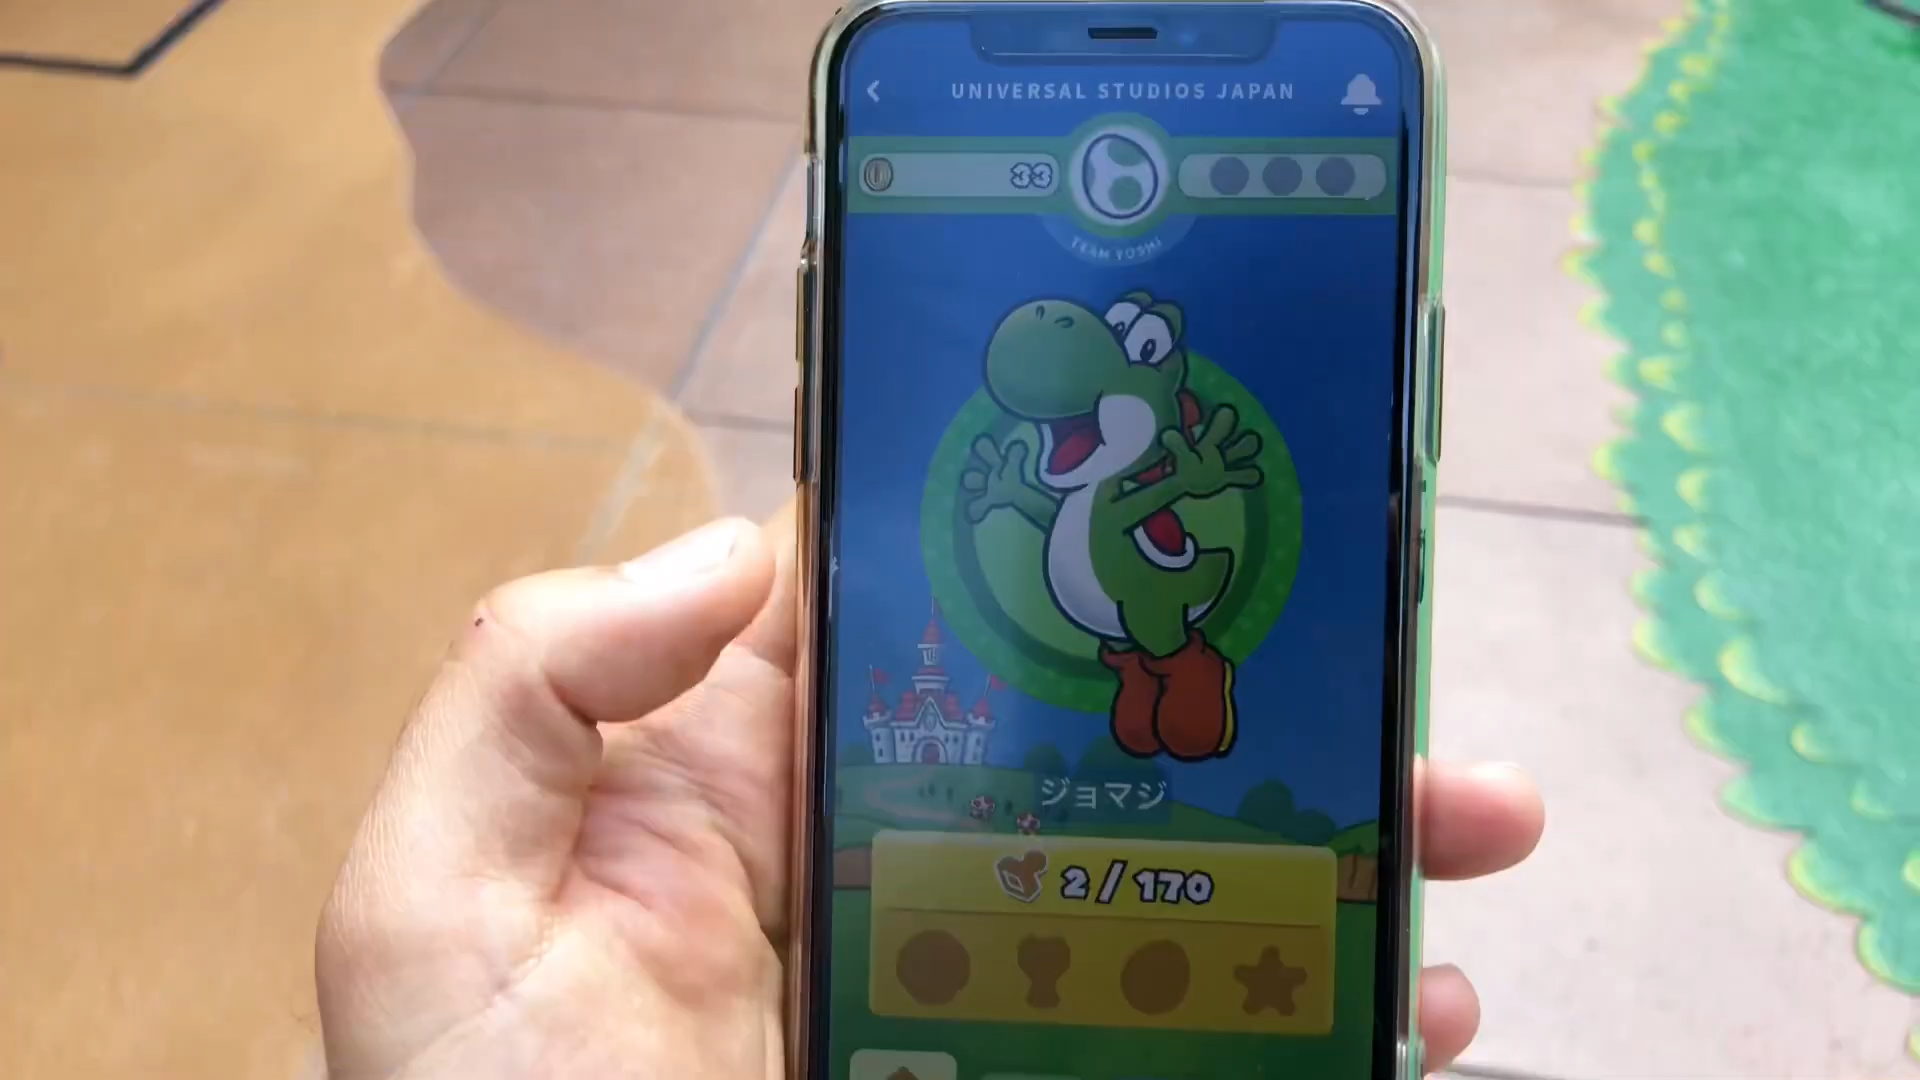 UNIVERSAL STUDIOS JAPAN
33
TEAM YOSHI
ジョマジ
2 / 170